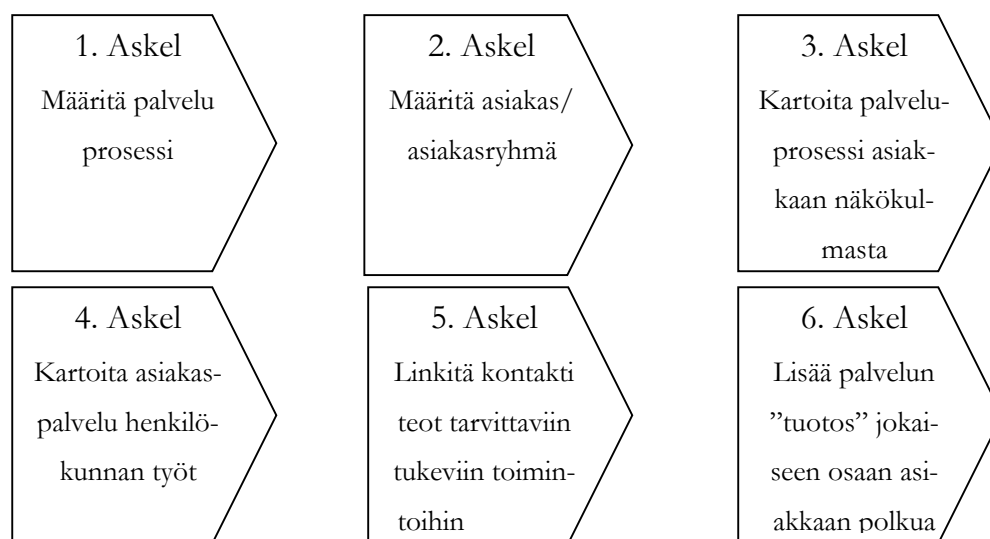 1. Askel
Määritä palvelu
prosessi
2. Askel
Määritä asiakas/
asiakasryhmä
3. Askel
Kartoita palvelu-
prosessi asiak-
kaan näkökul-
masta
4. Askel
Kartoita asiakas-
palvelu henkilö-
kunnan työt
5. Askel
Linkitä kontakti
teot tarvittaviin
tukeviin toimin-
toihin
6. Askel
Lisää palvelun
”tuotos” jokai-
seen osaan asi-
akkaan polkua